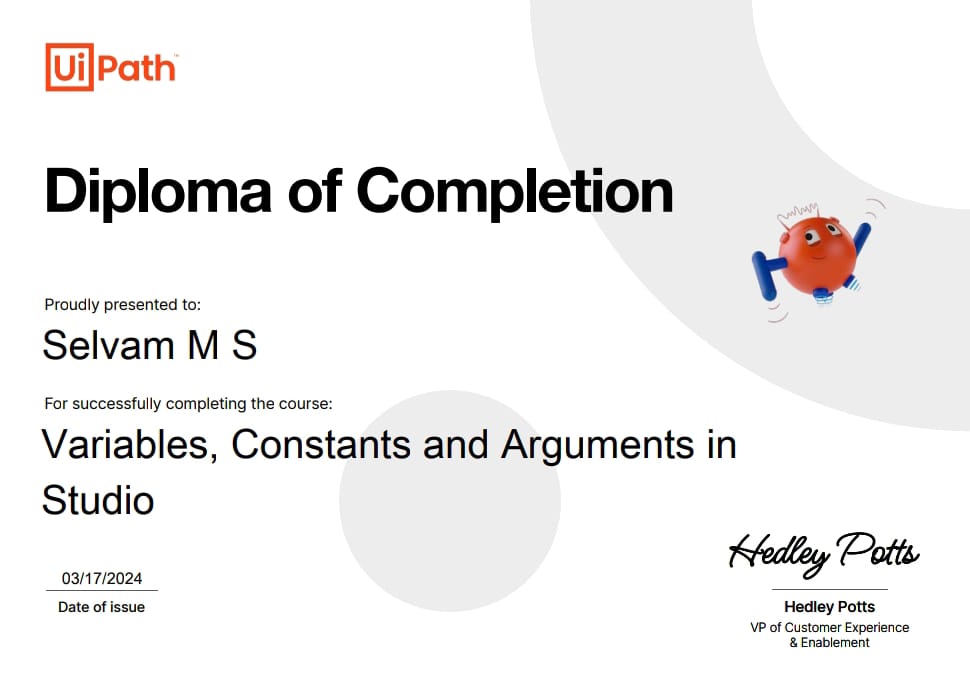 UiPath™
Diploma of Completion
Proudly presented to:
Selvam M S
For successfully completing the course:
Variables, Constants and Arguments in
Studio
03/17/2024
Date of issue
Hedley Potts
Hedley Potts
VP of Customer Experience
& Enablement